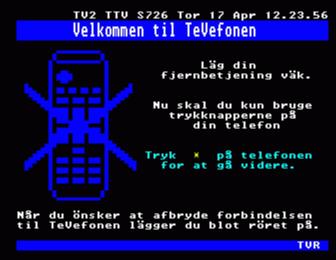 TV2 TTV S726 Tor 17 Apr 12.23.56
Velkommen til TeVefonen
Läg din
fjernbetjening väk.
Nu skal du kun bruge
trykknapperne på
din telefon
Tryk * på telefonen
for at gå videre.
Når du önsker at afbryde forbindelsen
til TeVefonen lägger du blot röret på.
TVR